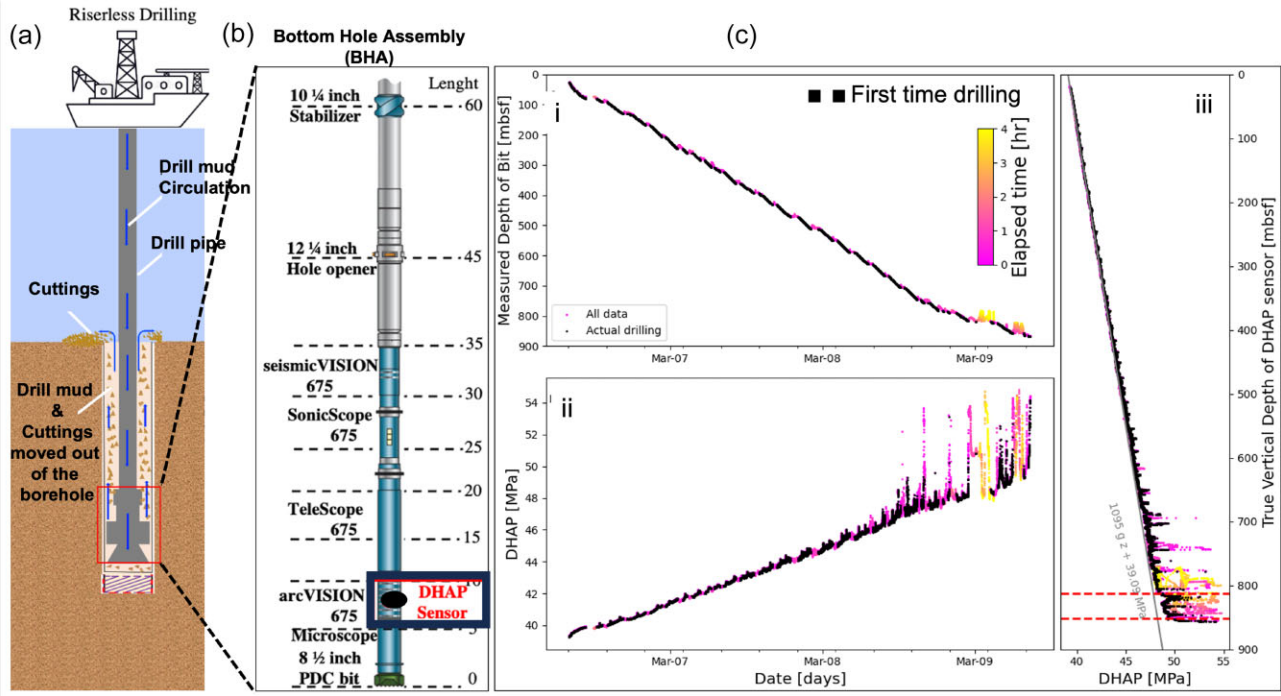 Riserless Drilling
(a)
Drill mud
Circulation
Drill pipe
Cuttings
Drill mud
&
Cuttings
moved out
of the
borehole
(b)
Bottom Hole Assembly
(BHA)
Lenght
10 ¼ inch
Stabilizer
60
12 ¼ inch
Hole opener
45
35
seismicVISION
675
30
SonicScope
675
25
20
TeleScope
675
15
10
arcVISION
675
DHAP
Sensor
5
Microscope
8 ½ inch
PDC bit
0
(c)
i
First time drilling
Measured Depth of Bit [mbsf]
0
100
200
300
400
500
600
700
800
900
Elapsed time [hr]
4
3
2
1
0
All data
Actual drilling
Mar-07
Mar-08
Mar-09
ii
DHAP [MPa]
54
52
50
48
46
44
42
40
Mar-07
Mar-08
Mar-09
Date [days]
iii
0
100
200
300
400
500
600
700
800
900
True Vertical Depth of DHAP sensor [mbsf]
1095 g z + 39.09 MPa
40
45
50
55
DHAP [MPa]